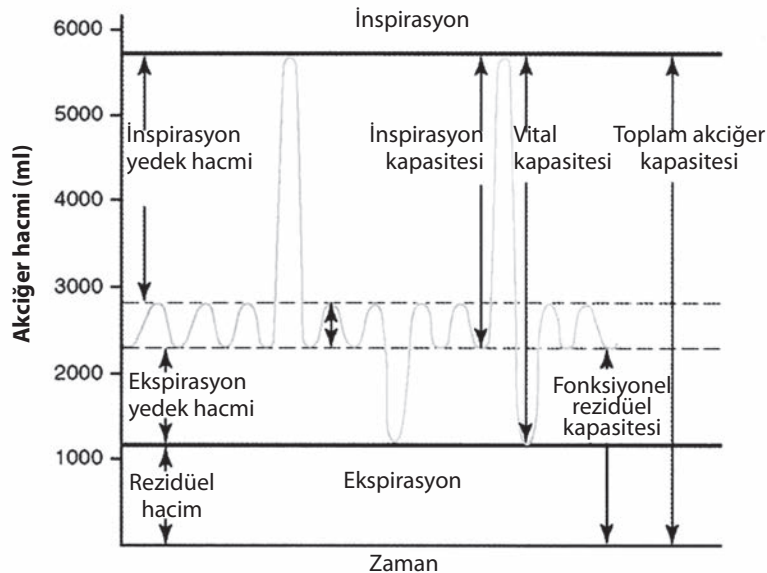 İnspirasyon
6000
5000
4000
3000
2000
1000
Akciğer hacmi (ml)
İnspirasyon
yedek hacmi
İnspirasyon
kapasitesi
Vital
kapasitesi
Toplam akciğer
kapasitesi
Ekspirasyon
yedek hacmi
Fonksiyonel
rezidüel
kapasitesi
Rezidüel
hacim
Ekspirasyon
Zaman